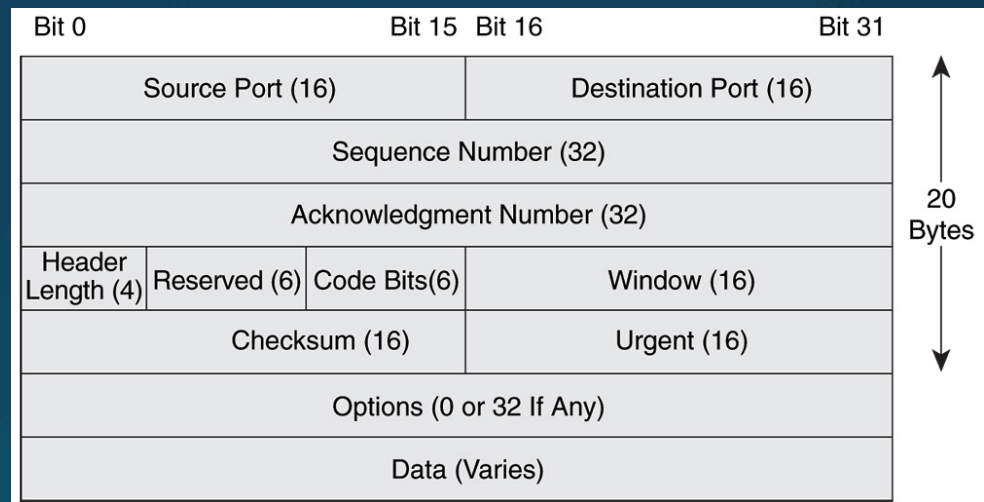 Bit 0 Bit 15 Bit 16 Bit 31
Source Port (16) Destination Port (16)
Sequence Number (32)
Acknowledgment Number (32)
20
Bytes
Header
Length (4) Reserved (6) Code Bits(6) Window (16)
Checksum (16) Urgent (16)
Options (0 or 32 If Any)
Data (Varies)